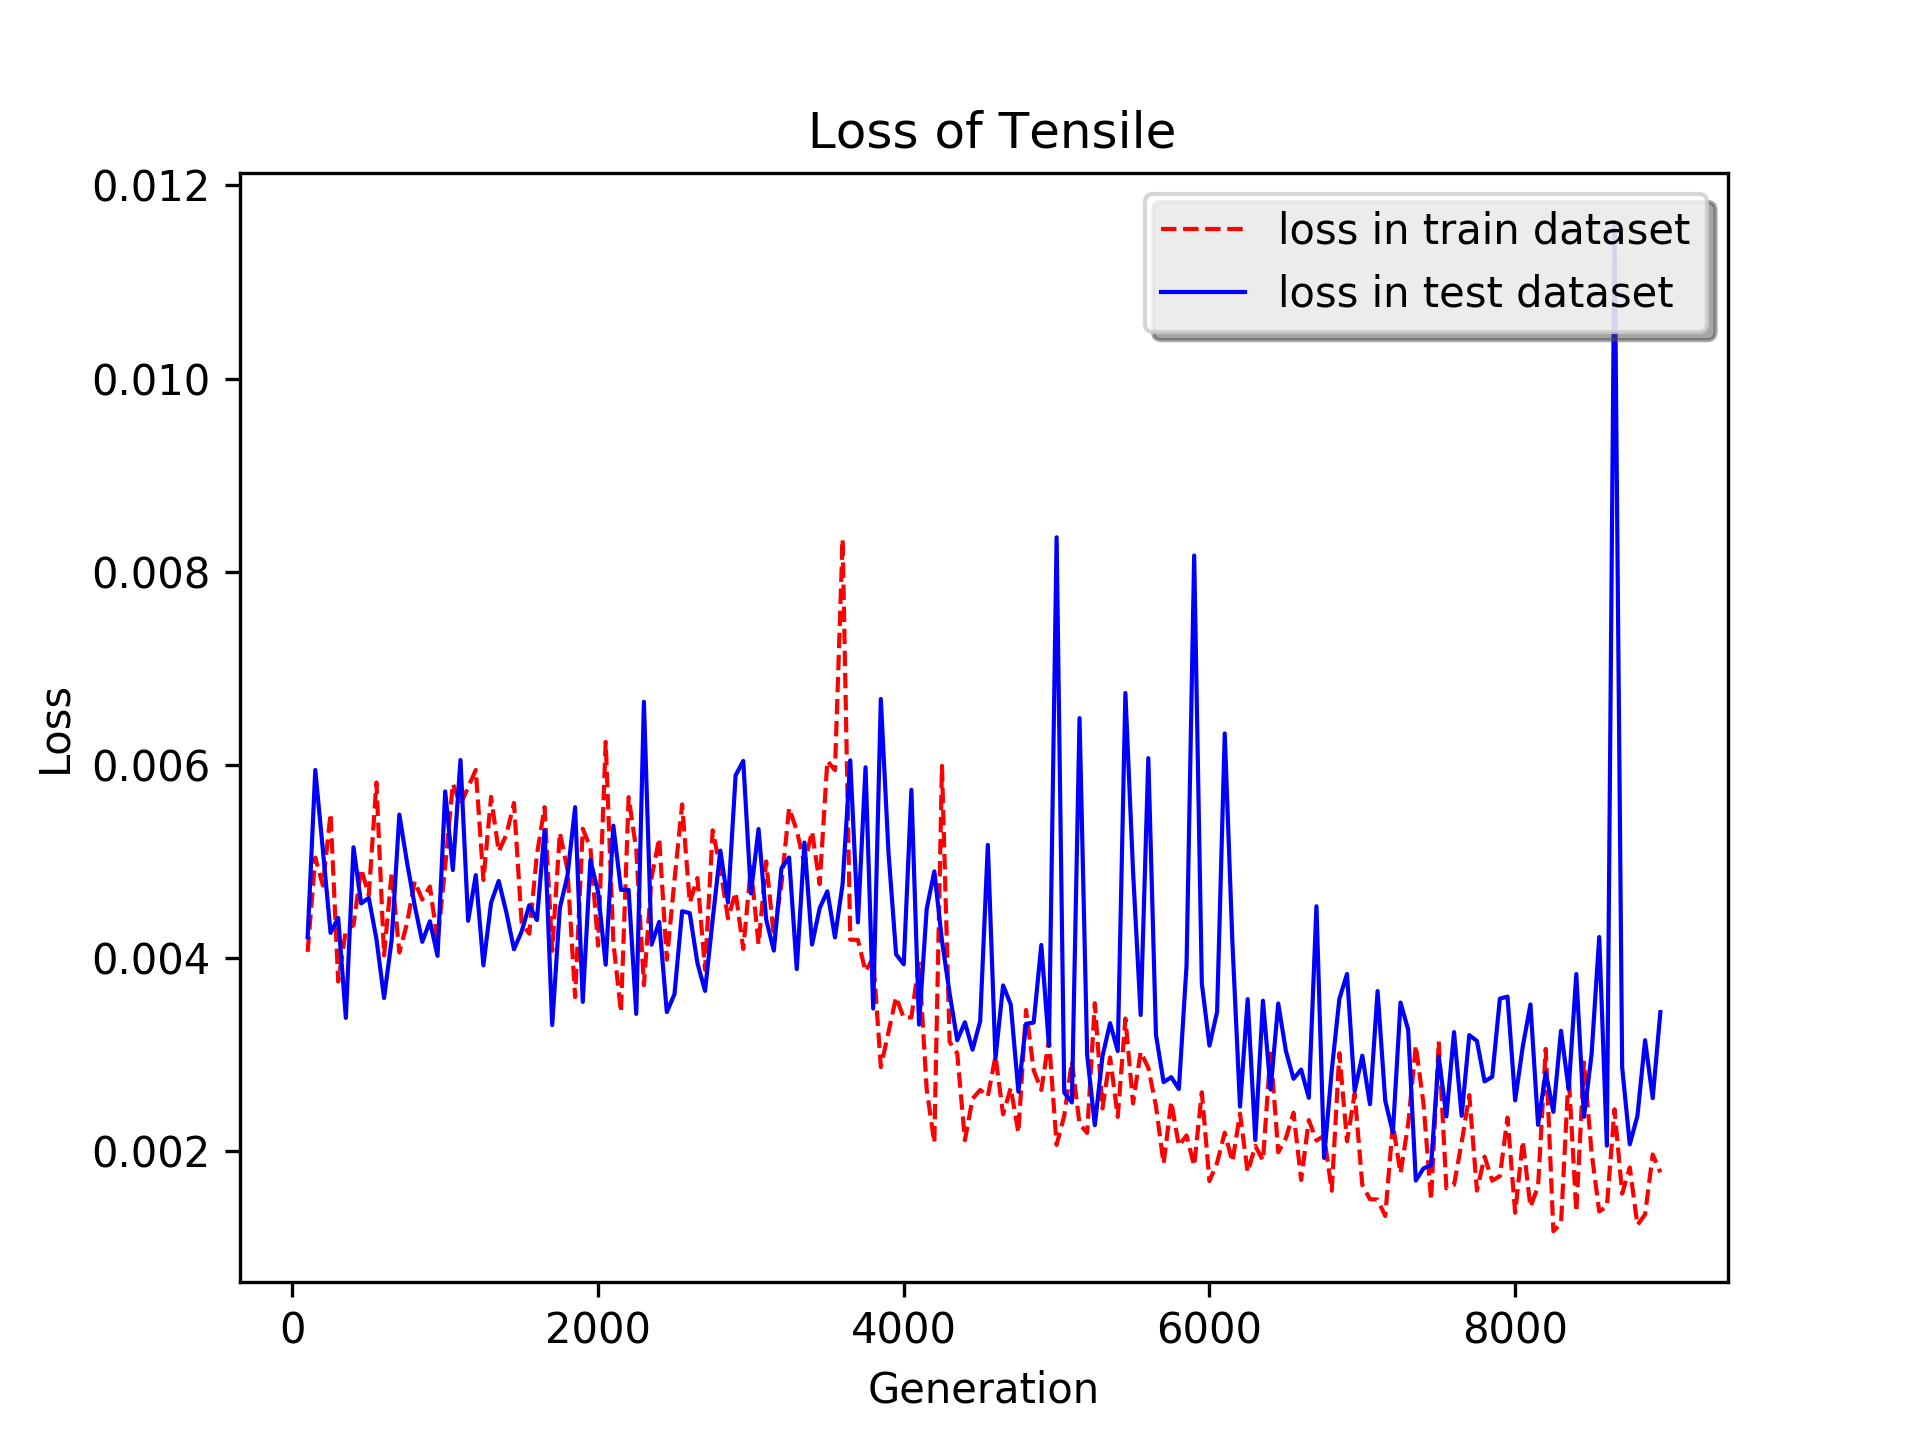 Loss of Tensile
0.012
0.010
0.008
0.006
0.004
0.002
Loss
loss in train dataset
loss in test dataset
0 2000 4000 6000 8000
Generation